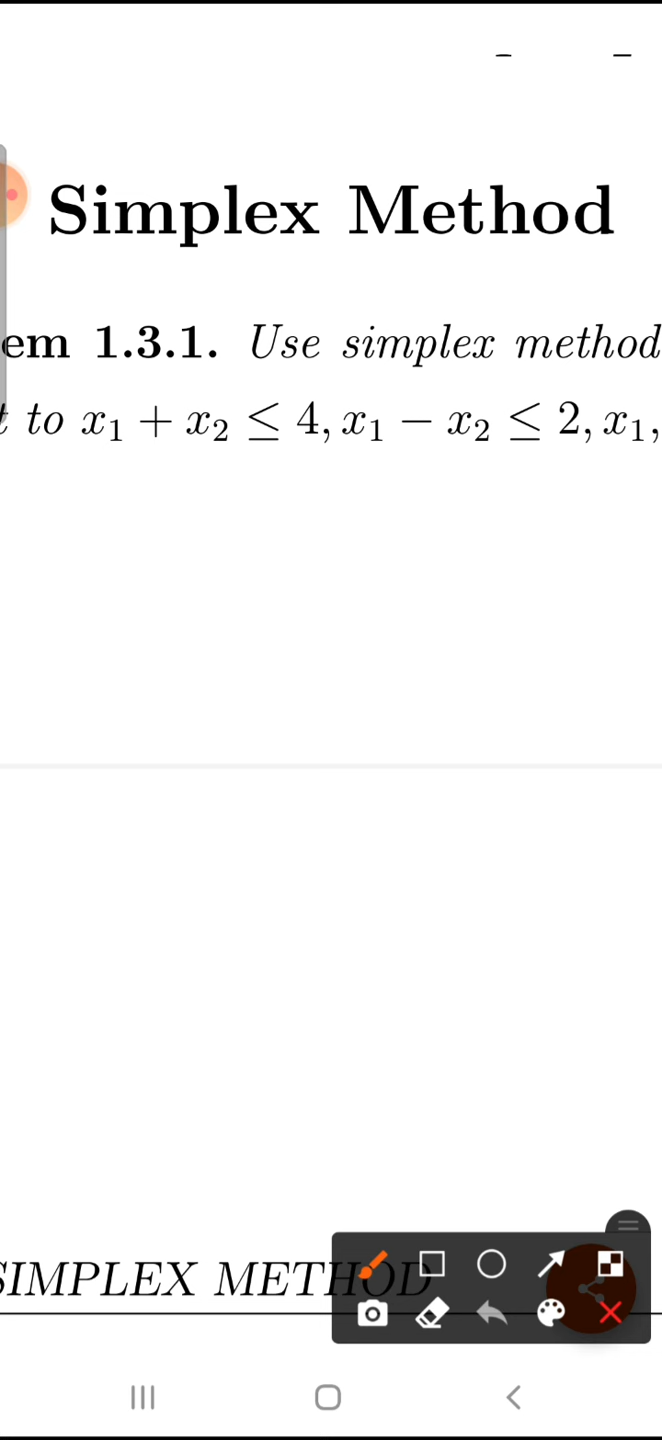 Simplex Method
em 1.3.1. Use simplex method
t to x₁ + x₂ ≤ 4, x₁ − x₂ ≤ 2, x₁,
SIMPLEX METHOD